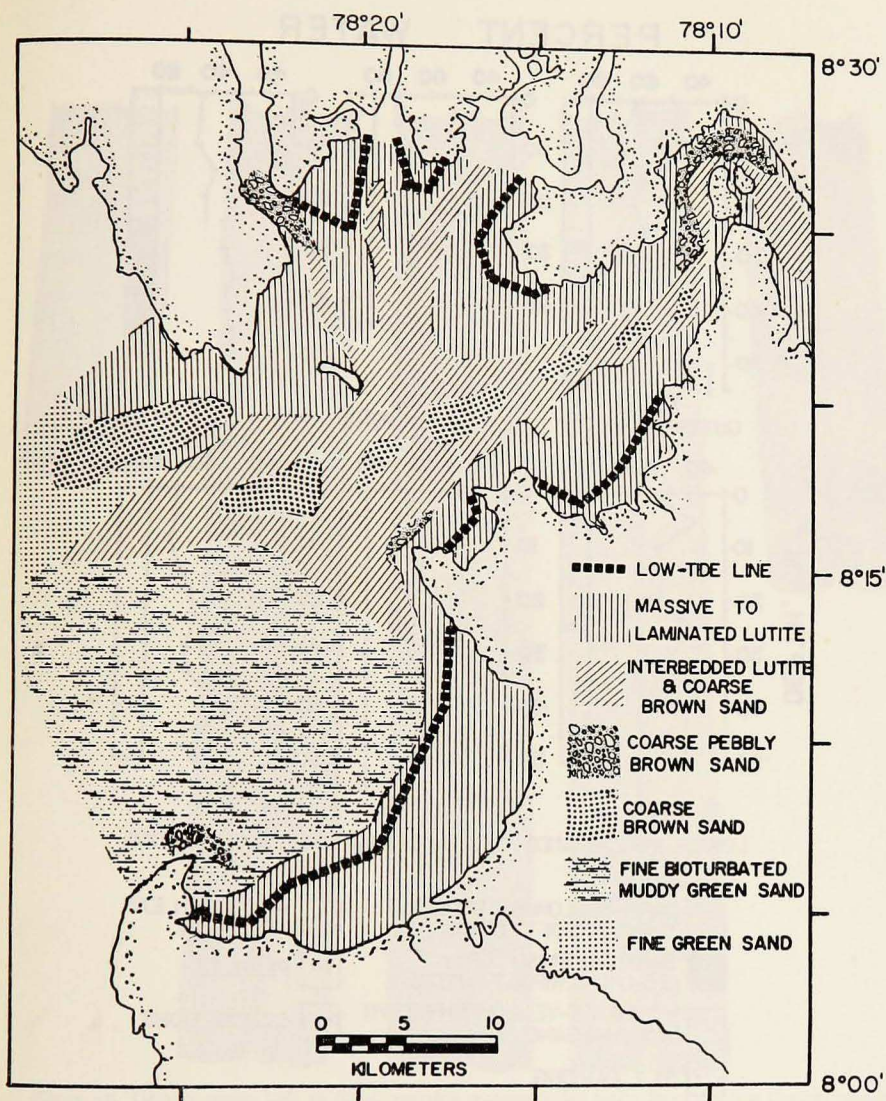 PERCENT WATER
78°20'
78°10'
8°30'
8°15'
LOW-TIDE LINE
MASSIVE TO
LAMINATED LUTITE
INTERBEDDED LUTITE
& COARSE
BROWN SAND
COARSE PEBBLY
BROWN SAND
COARSE
BROWN SAND
FINE BIOTURBATED
MUDDY GREEN SAND
FINE GREEN SAND
0 5 10
KILOMETERS
8°00'